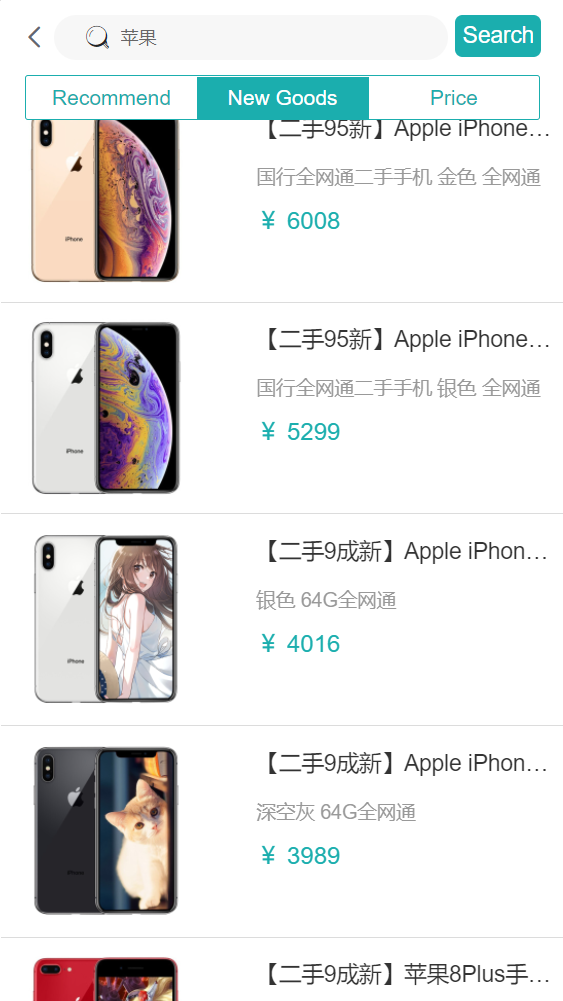 苹果
Search
Recommend
New Goods
Price
【二手95新】Apple iPhone…
国行全网通二手手机 金色 全网通
¥ 6008
iPhone
【二手95新】Apple iPhone…
国行全网通二手手机 银色 全网通
¥ 5299
iPhone
【二手9成新】Apple iPhon…
银色 64G全网通
¥ 4016
iPhone
【二手9成新】Apple iPhon…
深空灰 64G全网通
¥ 3989
iPhone
【二手9成新】苹果8Plus手…